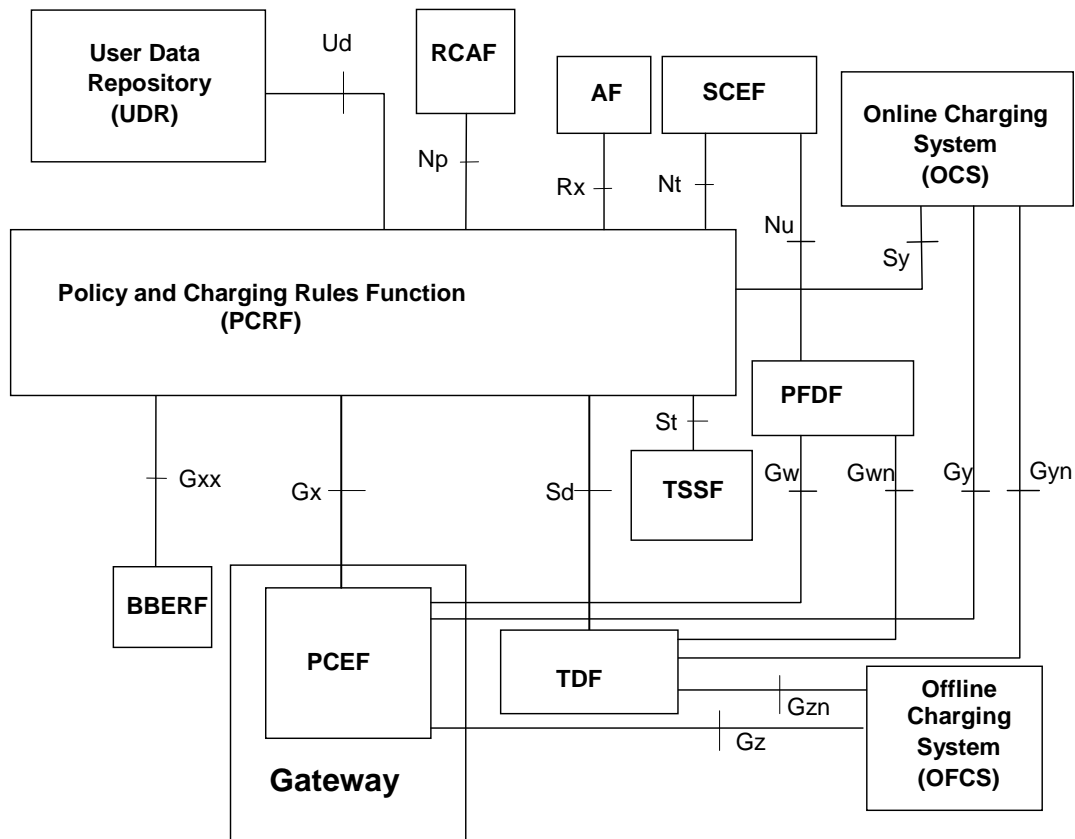 User Data
Repository
(UDR)
Ud
RCAF
AF
SCEF
Online Charging
System
(OCS)
Np
Rx
Nt
Nu
Sy
Policy and Charging Rules Function
(PCRF)
PFDF
St
Gxx
Gx
Sd
TSSF
Gw
Gwn
Gy
Gyn
BBERF
PCEF
TDF
Offline
Charging
System
(OFCS)
Gzn
Gz
Gateway